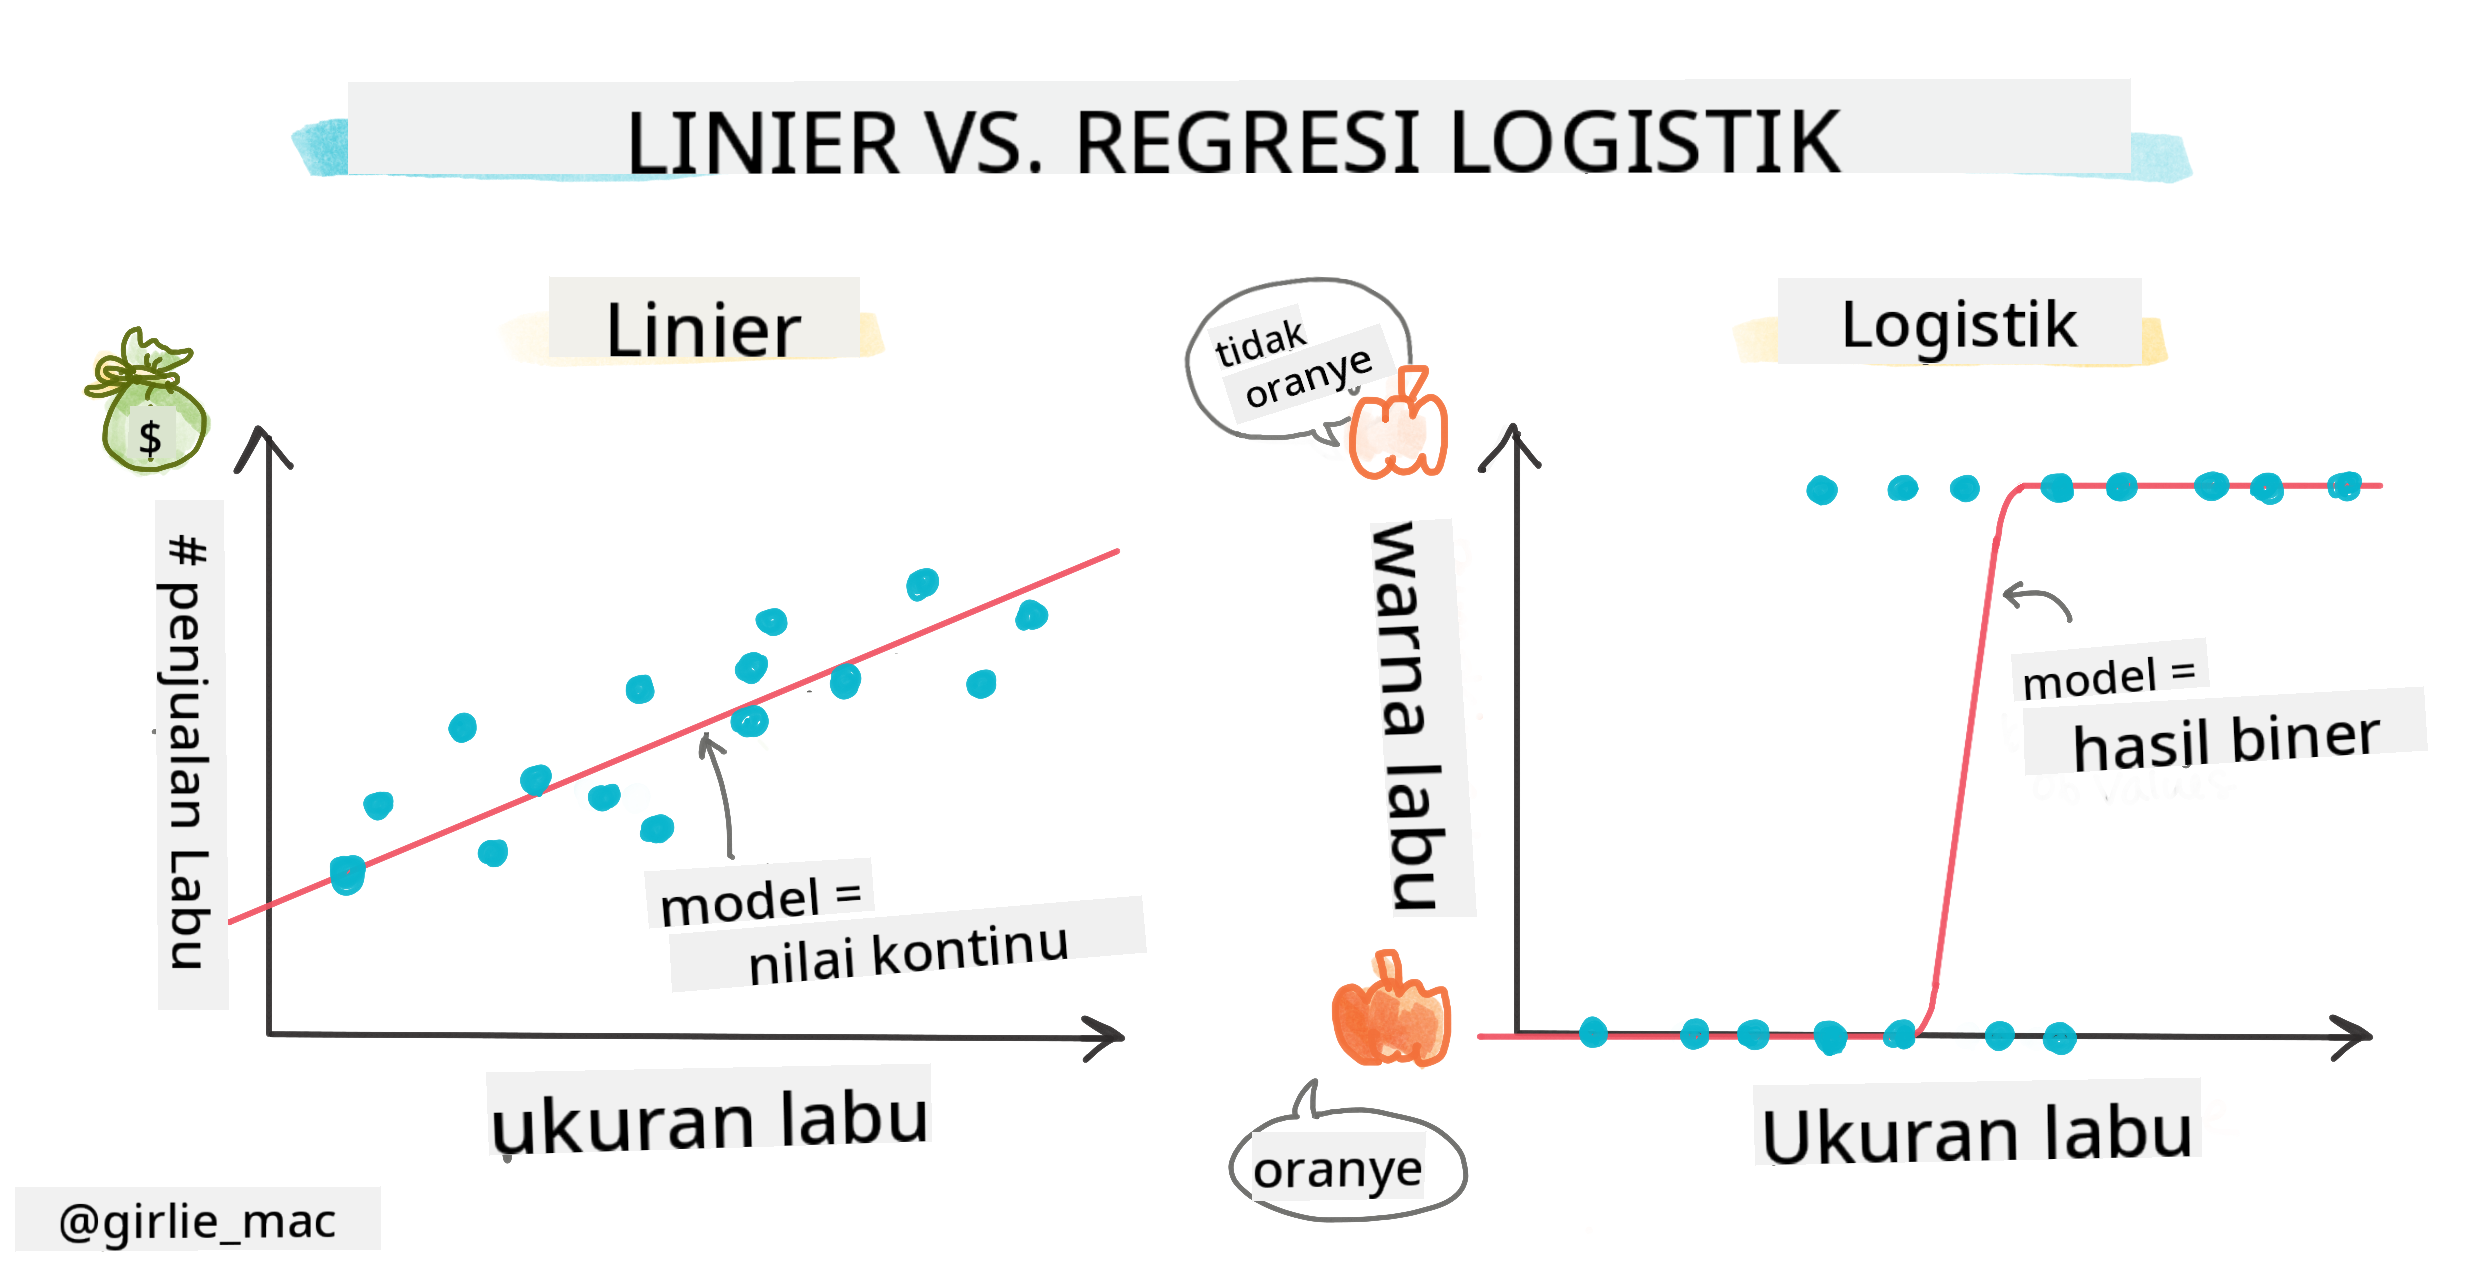 LINIER VS. REGRESI LOGISTIK
Linier
$
# penjualan Labu
model =
nilai kontinu
ukuran labu
@girlie_mac
Logistik
tidak
oranye
warna labu
oranye
model =
hasil biner
Ukuran labu